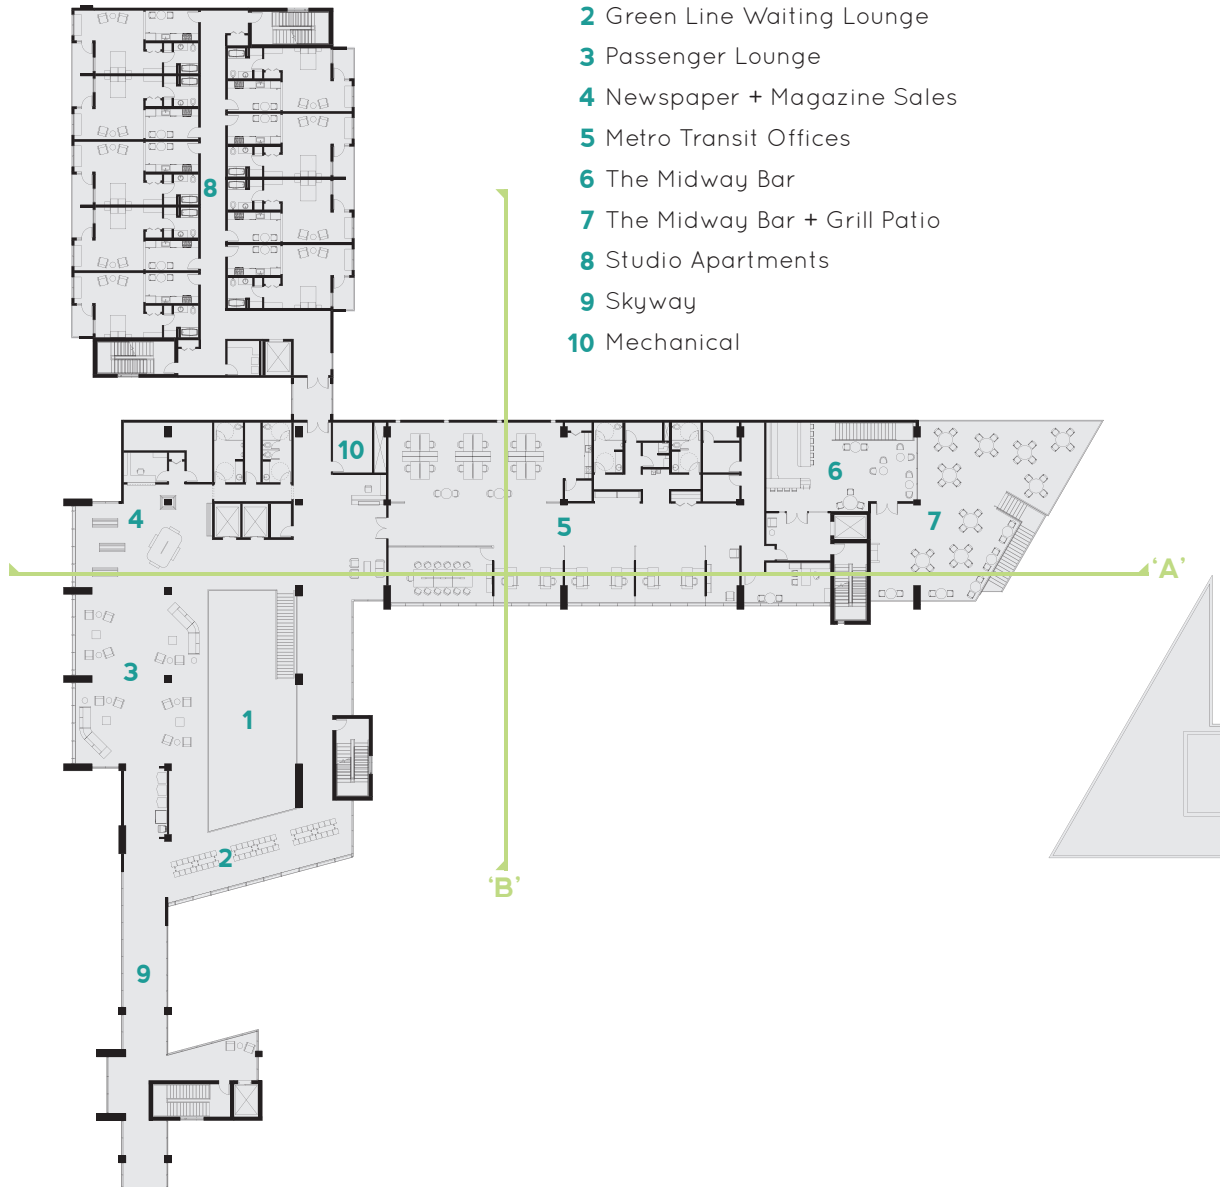 2 Green Line Waiting Lounge
3 Passenger Lounge
4 Newspaper + Magazine Sales
5 Metro Transit Offices
6 The Midway Bar
7 The Midway Bar + Grill Patio
8 Studio Apartments
9 Skyway
10 Mechanical
8
10
6
4
5
7
'A'
3
1
2
'B'
9